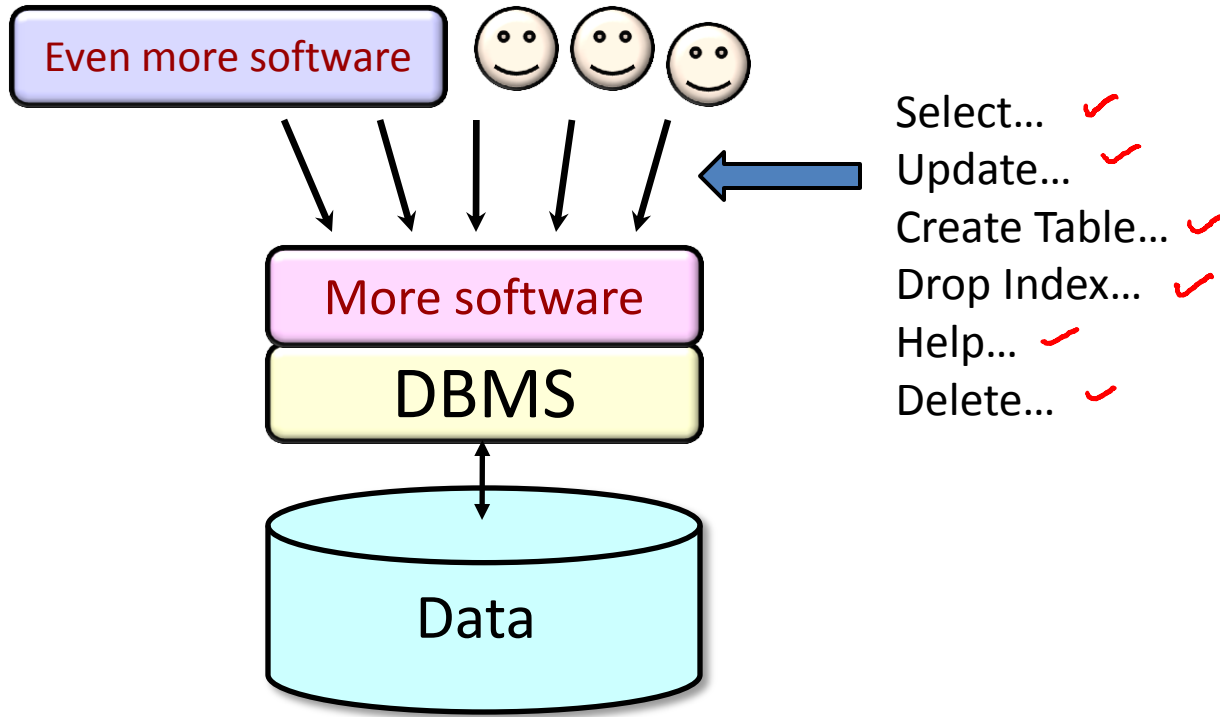 Even more software
Select…
Update…
Create Table…
Drop Index…
Help…
Delete…
More software
DBMS
Data